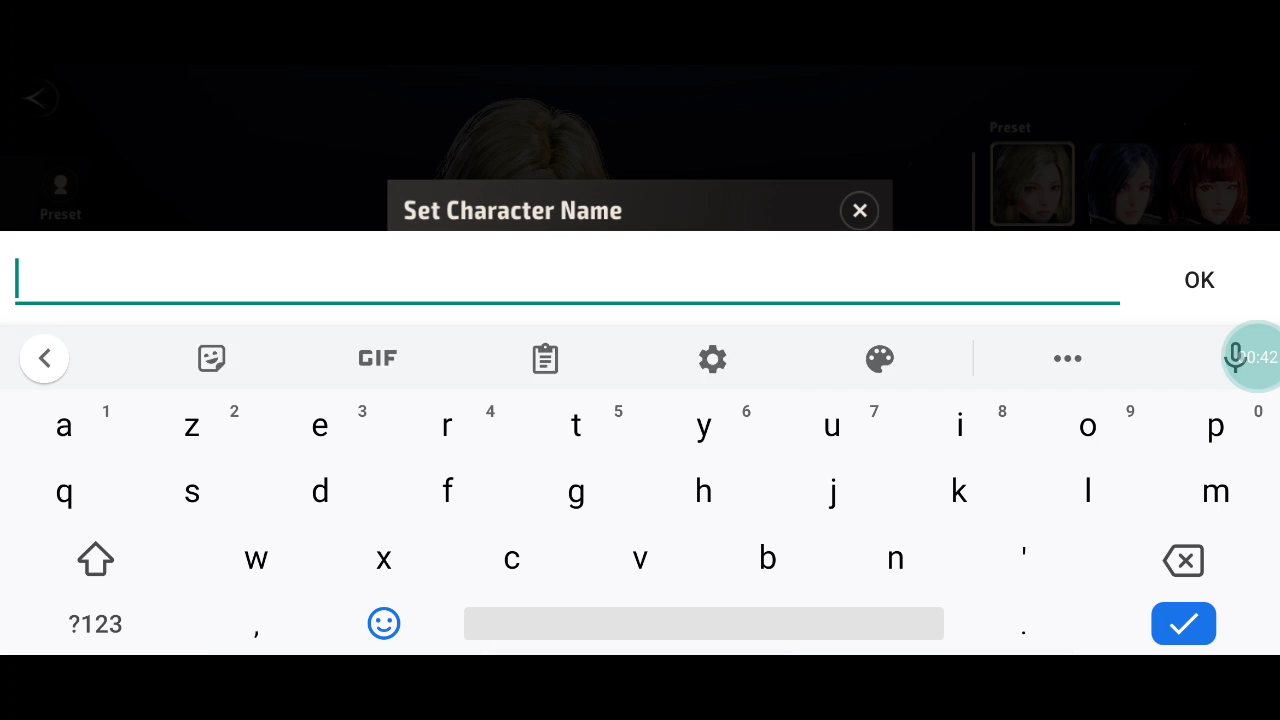 Preset
Preset
Set Character Name
OK
GIF
00:42
a 1 z 2 e 3 r 4 t 5 y 6 u 7 i 8 o 9 p 0
q s d f g h j k l m
w x c v b n '
?123 , .